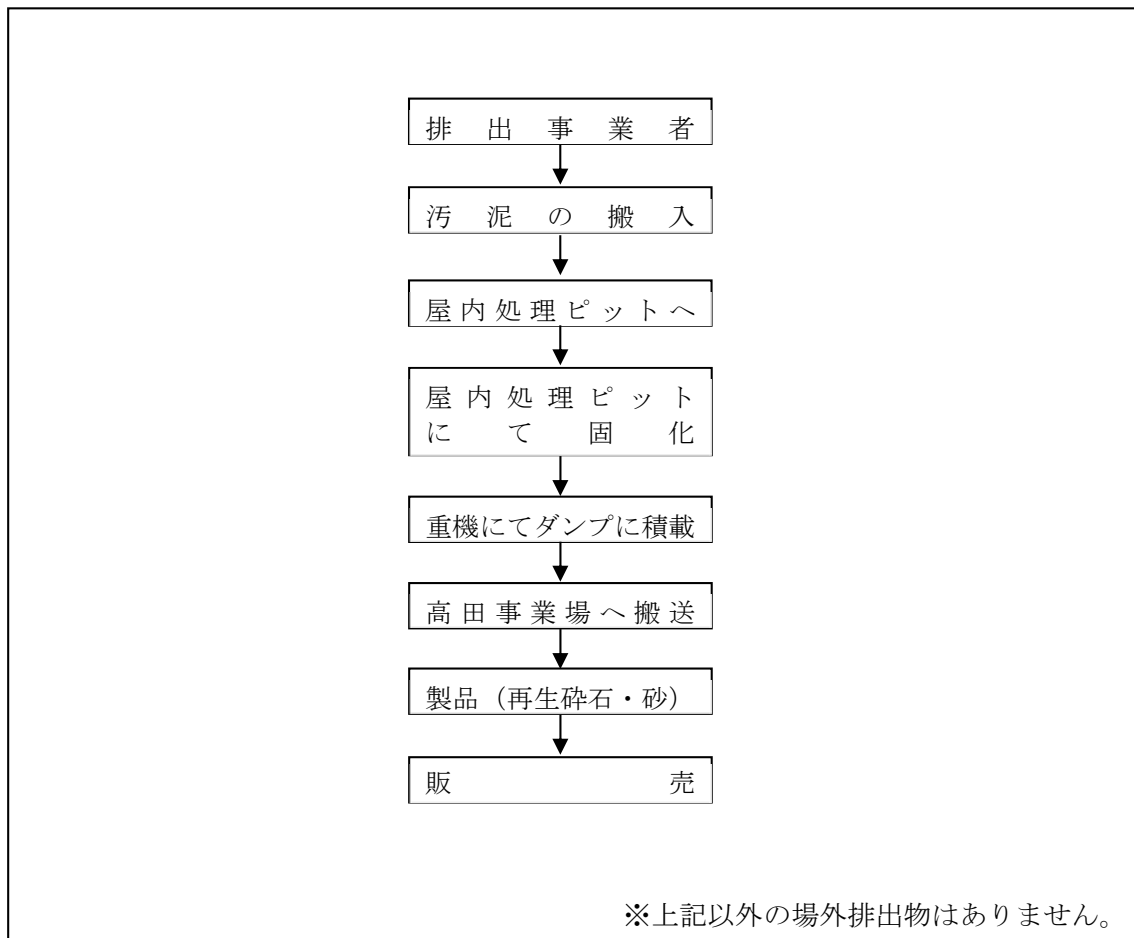 排出事業者
汚泥の搬入
屋内処理ピットへ
屋内処理ピット
にて固化
重機にてダンプに積載
高田事業場へ搬送
製品（再生砕石・砂）
販売
※上記以外の場外排出物はありません。